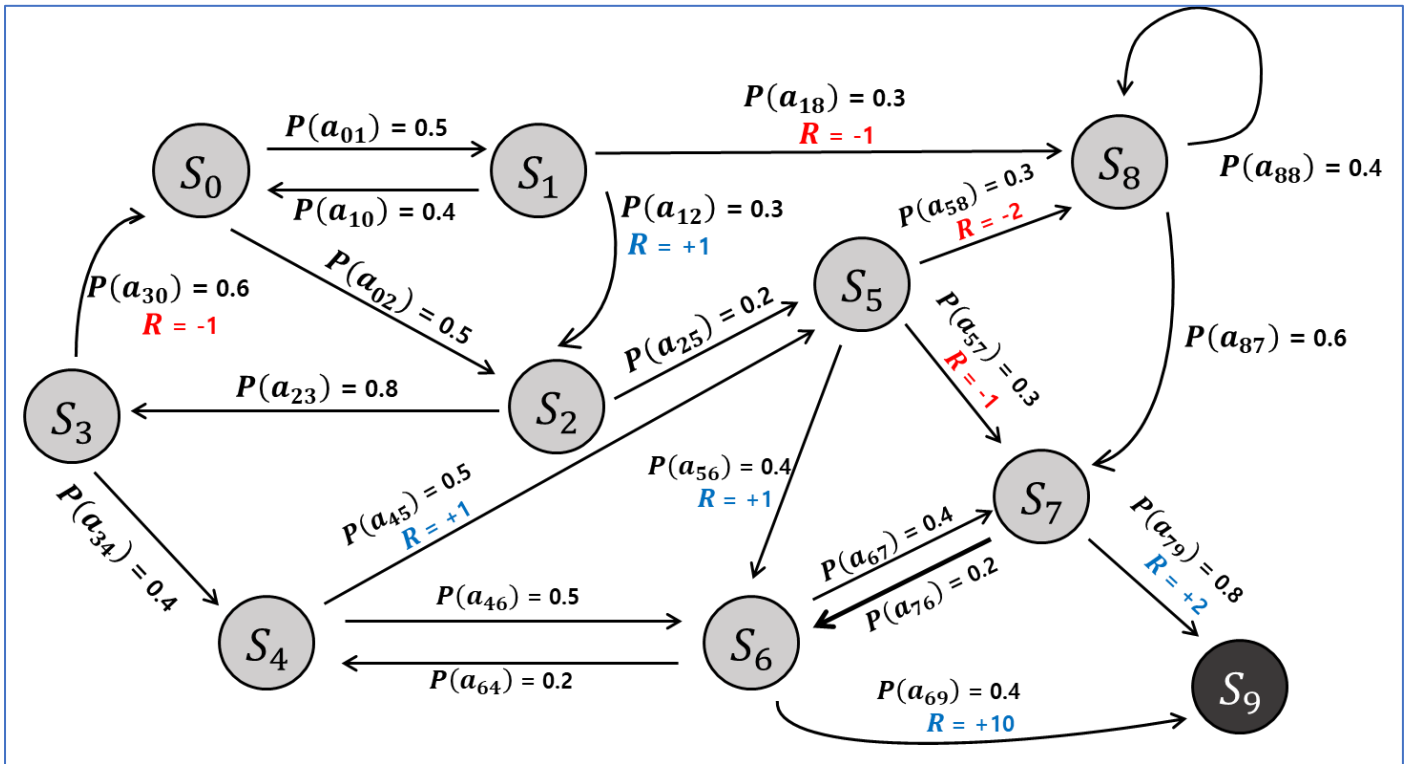 P(a₁₈) = 0.3
R = -1
P(a₀₁) = 0.5
S₀
S₁
S₈
P(a₈₈) = 0.4
P(a₁₀) = 0.4
P(a₁₂) = 0.3
R = +1
P(a₅₈) = 0.3
R = -2
P(a₃₀) = 0.6
R = -1
P(a₀₂) = 0.5
S₅
P(a₂₅) = 0.2
P(a₅₇) = 0.3
R = -1
P(a₈₇) = 0.6
S₃
P(a₂₃) = 0.8
S₂
P(a₃₄) = 0.4
P(a₄₅) = 0.5
R = +1
P(a₅₆) = 0.4
R = +1
S₇
P(a₆₇) = 0.4
P(a₇₆) = 0.2
P(a₇₉) = 0.8
R = +2
S₄
P(a₄₆) = 0.5
P(a₆₄) = 0.2
S₆
P(a₆₉) = 0.4
R = +10
S₉